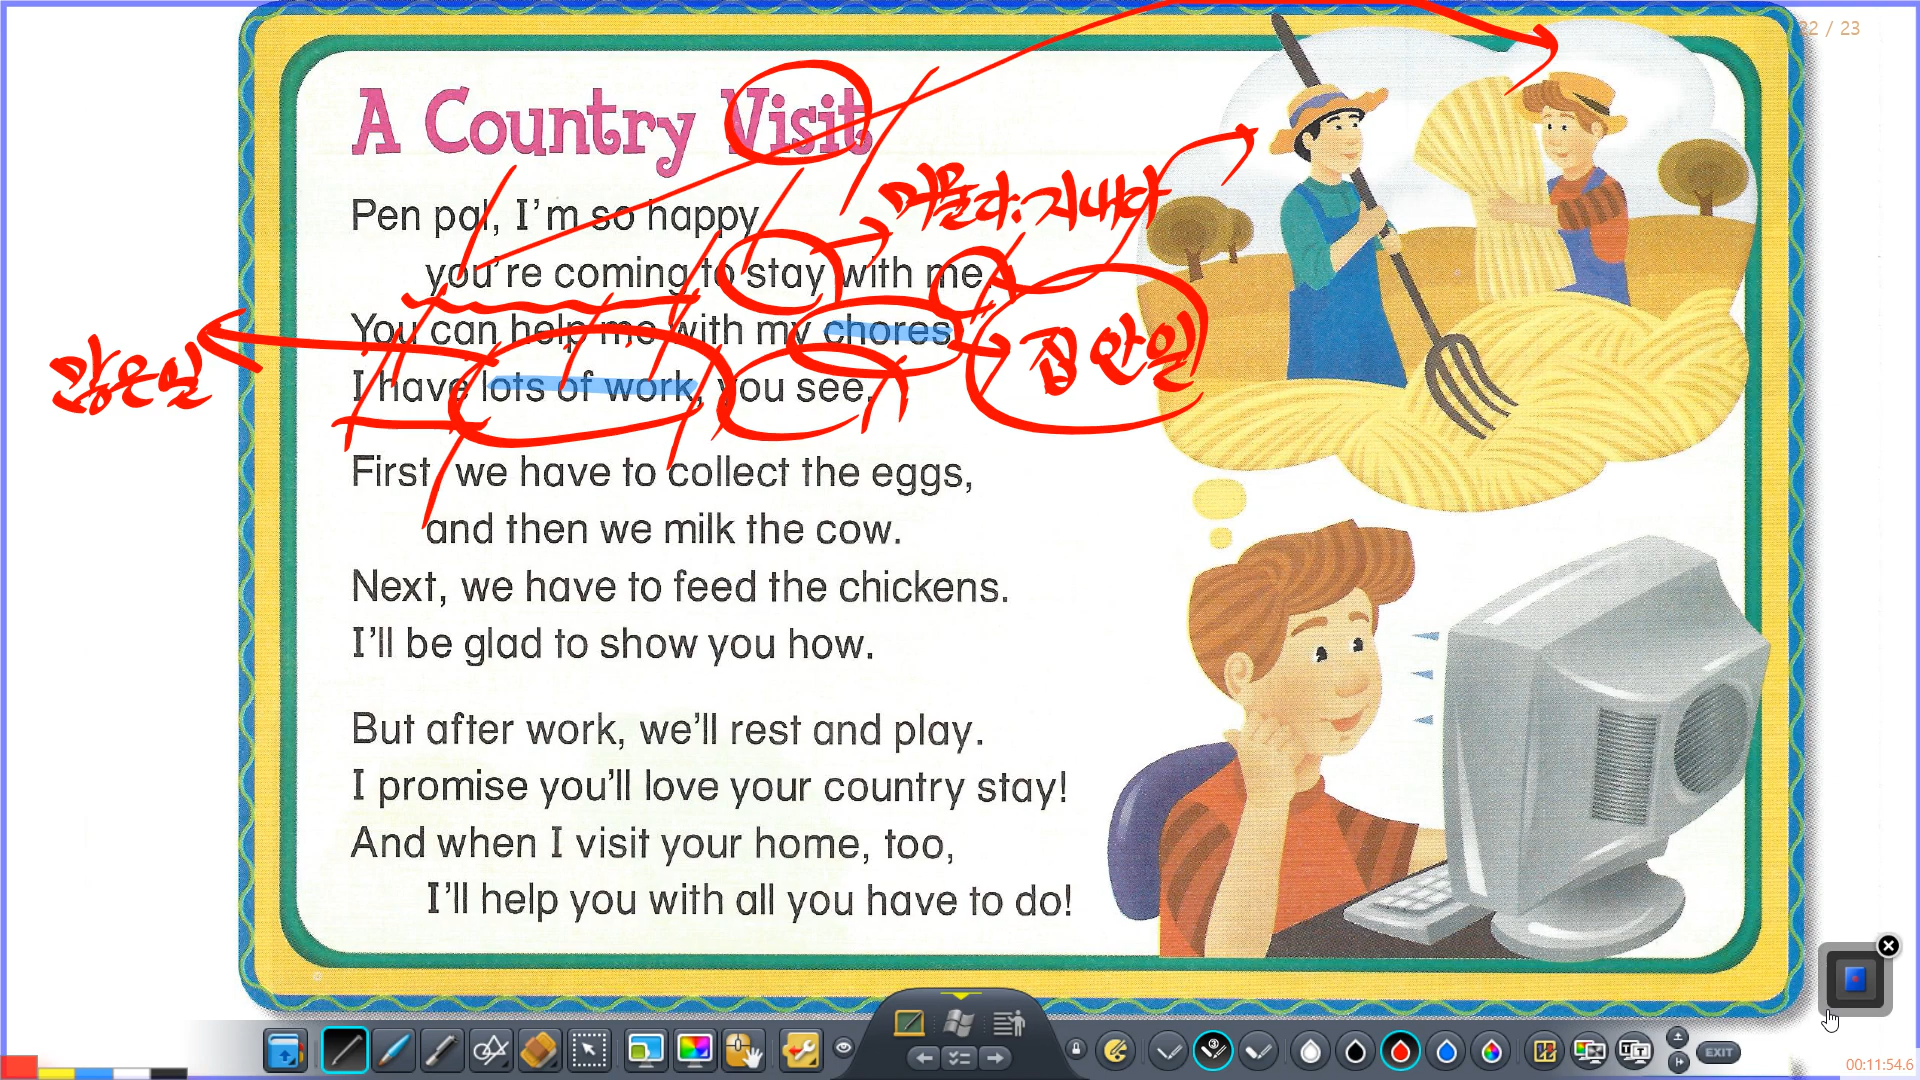 22 / 23
A Country Visit
Pen pal, I'm so happy
머물다. 지내다
you're coming to stay with me.
You can help me with my chores
집안일
많은 일
I have lots of work, you see.
First, we have to collect the eggs,
and then we milk the cow.
Next, we have to feed the chickens.
I'll be glad to show you how.
But after work, we'll rest and play.
I promise you'll love your country stay!
And when I visit your home, too,
I'll help you with all you have to do!
EXIT
00:11:54.6